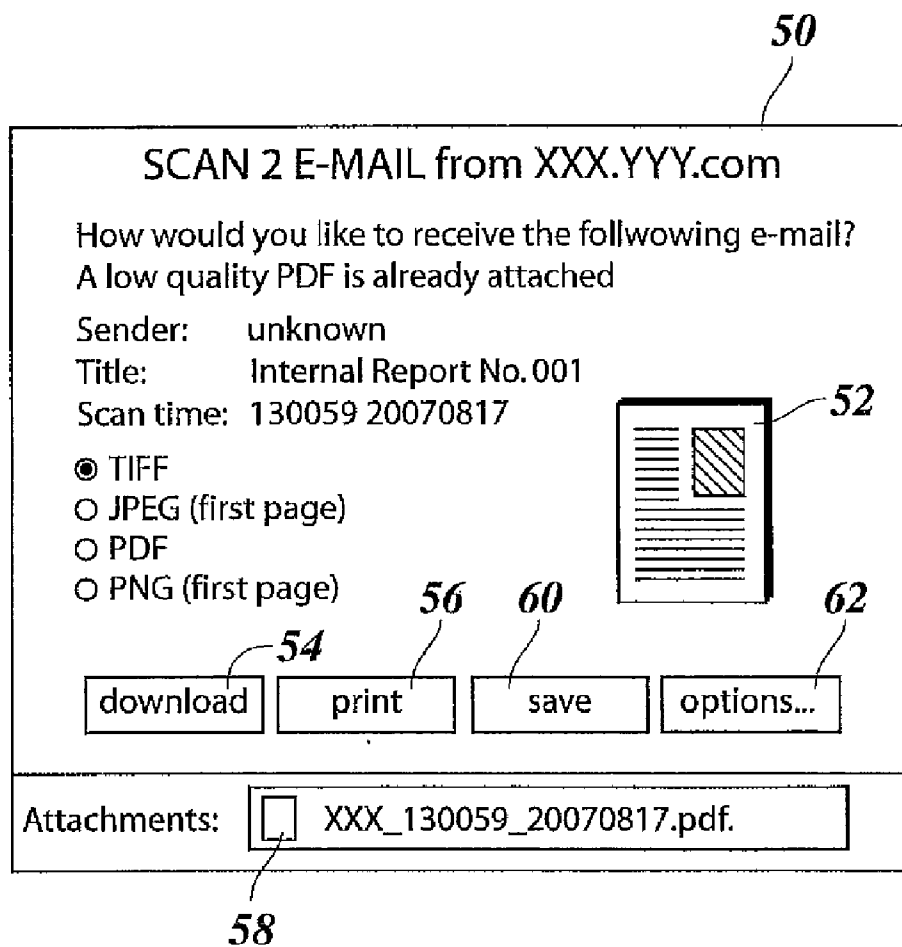 50
SCAN 2 E-MAIL from XXX.YYY.com
How would you like to receive the follwowing e-mail?
A low quality PDF is already attached
Sender: unknown
Title: Internal Report No. 001
Scan time: 130059 20070817
52
TIFF
JPEG (first page)
PDF
PNG (first page)
54
56
60
62
download print save options...
Attachments: XXX_130059_20070817.pdf.
58